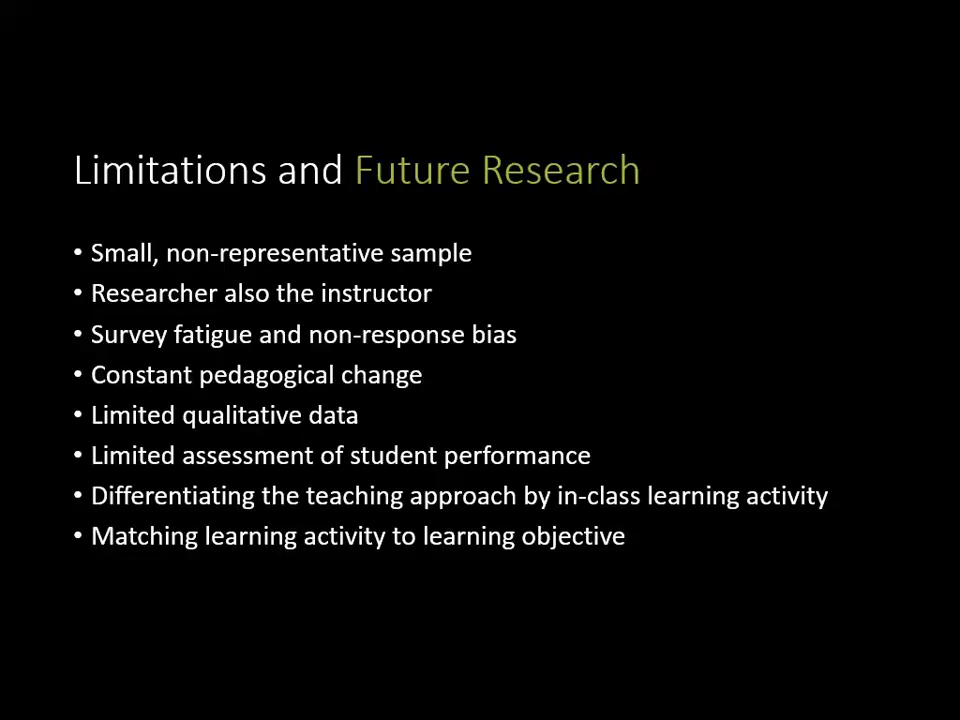 Limitations and Future Research
• Small, non-representative sample
• Researcher also the instructor
• Survey fatigue and non-response bias
• Constant pedagogical change
• Limited qualitative data
• Limited assessment of student performance
• Differentiating the teaching approach by in-class learning activity
• Matching learning activity to learning objective